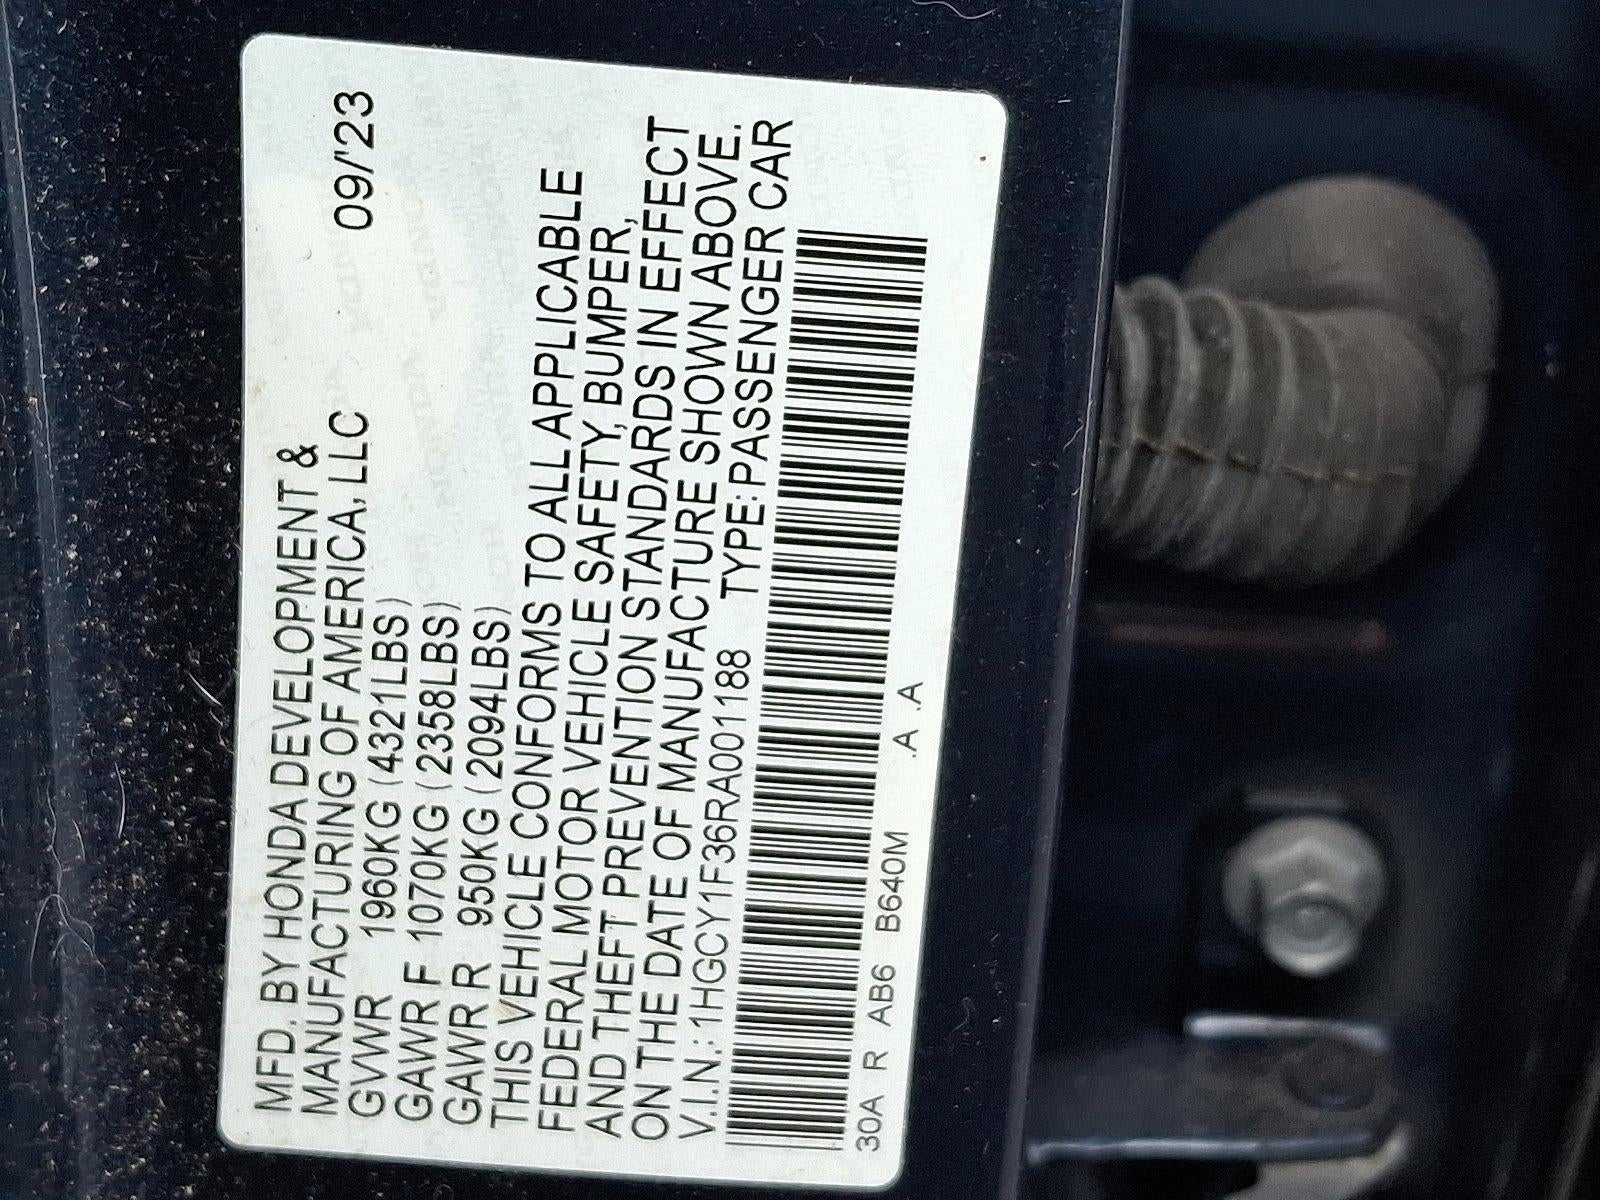 MFD. BY HONDA DEVELOPMENT &
MANUFACTURING OF AMERICA, LLC 09/'23
GVWR 1960KG (4321LBS)
GAWR F 1070KG (2358LBS)
GAWR R 950KG (2094LBS)
THIS VEHICLE CONFORMS TO ALL APPLICABLE
FEDERAL MOTOR VEHICLE SAFETY, BUMPER,
AND THEFT PREVENTION STANDARDS IN EFFECT
ON THE DATE OF MANUFACTURE SHOWN ABOVE.
V.I.N.: 1HGCY1F36RA001188 TYPE: PASSENGER CAR
30A R AB6 B640M .A .A